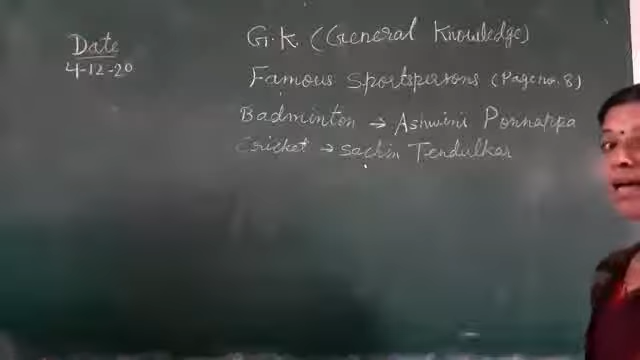 Date
4-12-20
G.K. (General Knowledge)
Famous Sportspersons (Page no. 8)
Badminton → Ashwini Ponnappa
Cricket → Sachin Tendulkar